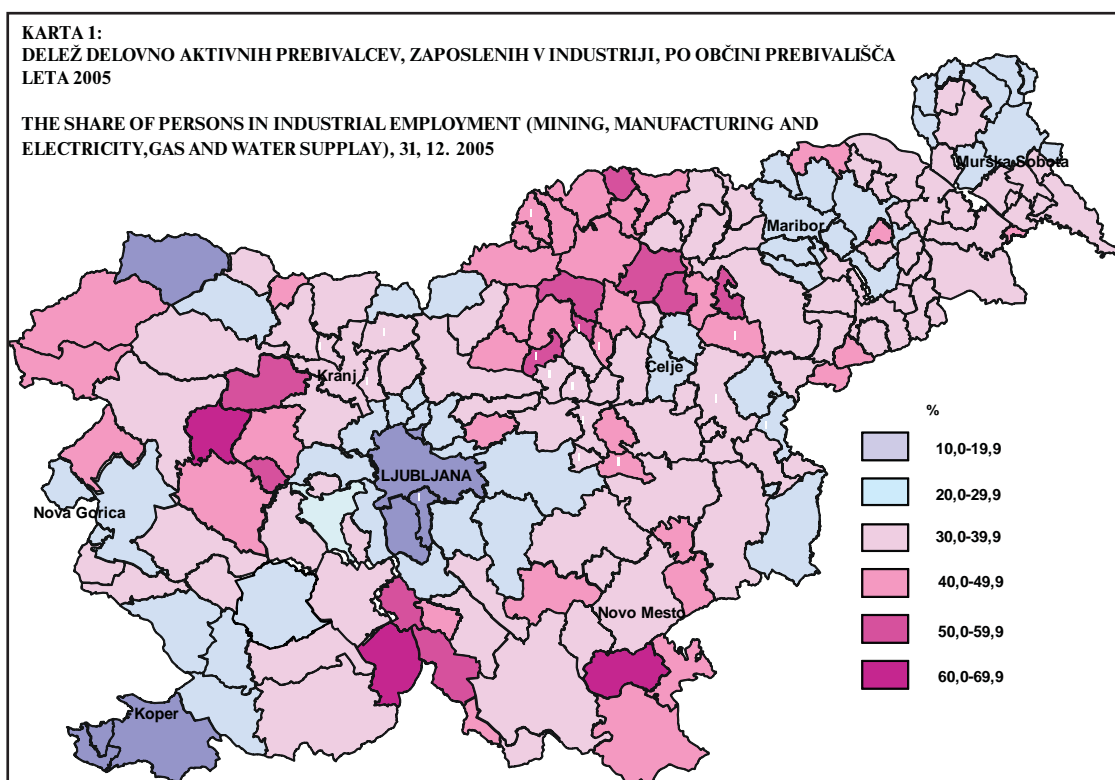 KARTA 1:
DELEŽ DELOVNO AKTIVNIH PREBIVALCEV, ZAPOSLENIH V INDUSTRIJI, PO OBČINI PREBIVALIŠČA
LETA 2005
THE SHARE OF PERSONS IN INDUSTRIAL EMPLOYMENT (MINING, MANUFACTURING AND
ELECTRICITY,GAS AND WATER SUPPLAY), 31, 12. 2005
Murska Sobota
Maribor
Kranj
Celje
LJUBLJANA
Nova Gorica
Novo Mesto
Koper
%
10,0-19,9
20,0-29,9
30,0-39,9
40,0-49,9
50,0-59,9
60,0-69,9